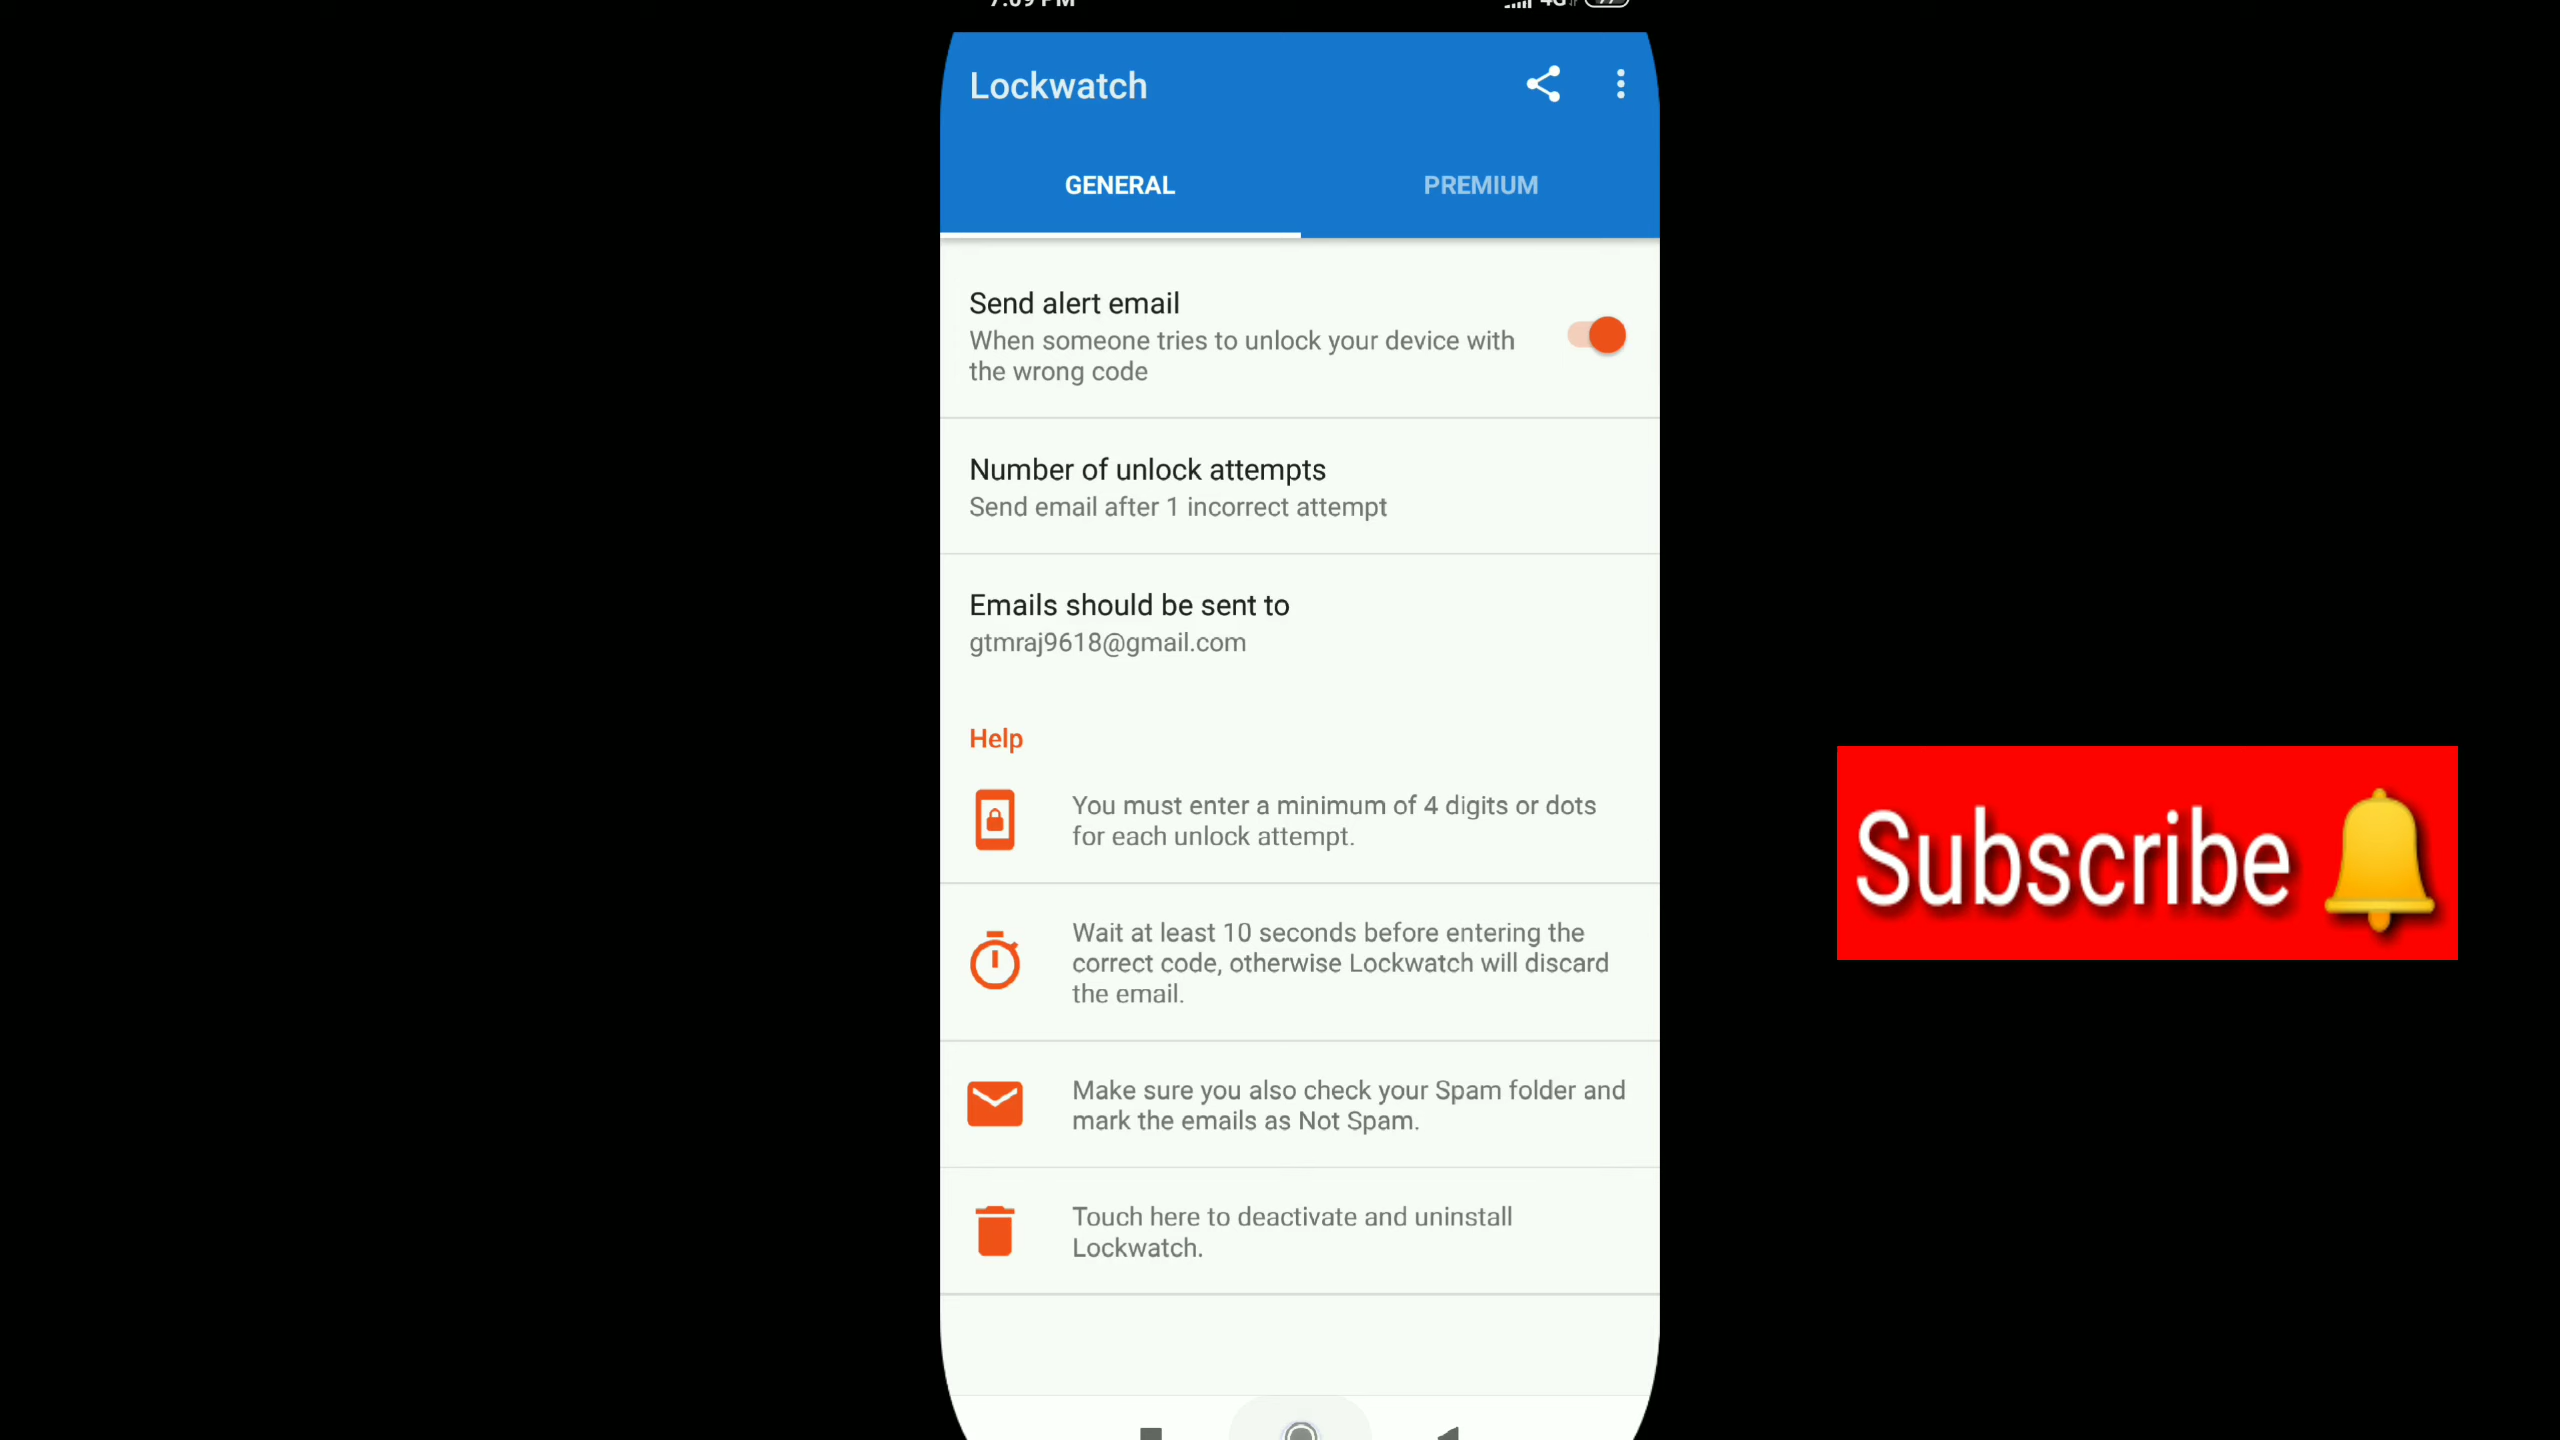 Lockwatch
GENERAL
PREMIUM
Send alert email
When someone tries to unlock your device with
the wrong code
Number of unlock attempts
Send email after 1 incorrect attempt
Emails should be sent to
gtmraj9618@gmail.com
Help
You must enter a minimum of 4 digits or dots
for each unlock attempt.
Wait at least 10 seconds before entering the
correct code, otherwise Lockwatch will discard
the email.
Make sure you also check your Spam folder and
mark the emails as Not Spam.
Touch here to deactivate and uninstall
Lockwatch.
Subscribe